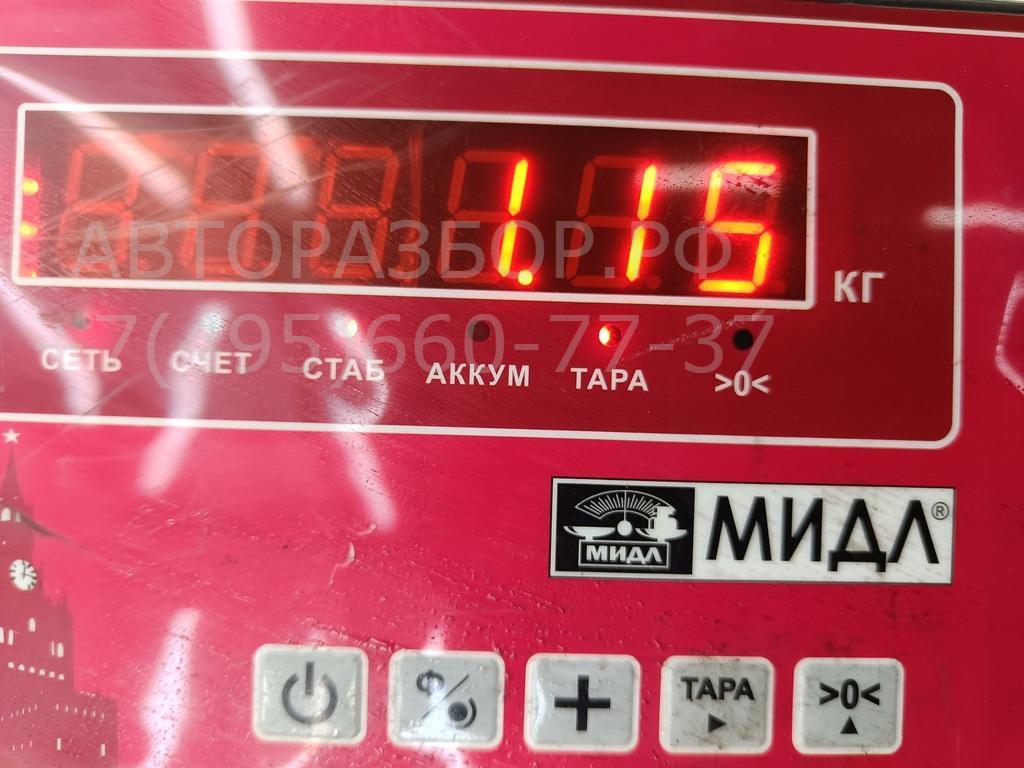 1.15
КГ
АВТОРАЗБОР.РФ
+7(495)660-77-37
СЕТЬ СЧЕТ СТАБ АККУМ ТАРА >0<
МИДЛ МИДЛ®
+ ТАРА >0<